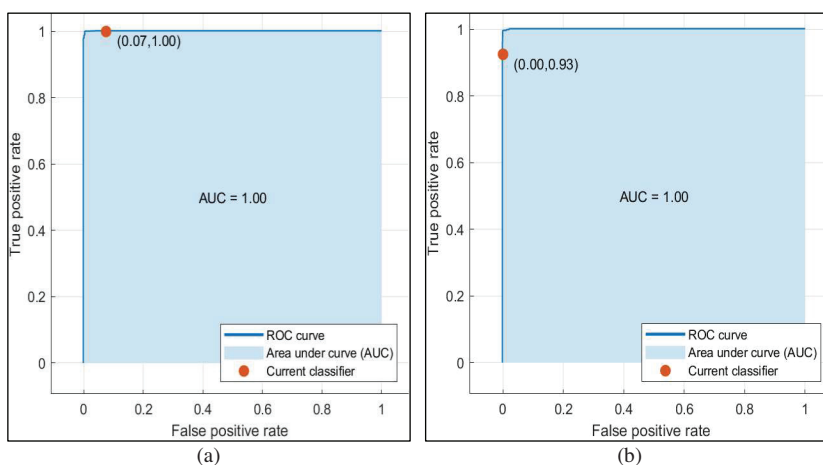 1
(0.07,1.00)
0.8
0.6
AUC = 1.00
0.4
0.2
0
True positive rate
ROC curve
Area under curve (AUC)
Current classifier
0 0.2 0.4 0.6 0.8 1
False positive rate
(a)
1
(0.00,0.93)
0.8
0.6
AUC = 1.00
0.4
0.2
0
True positive rate
ROC curve
Area under curve (AUC)
Current classifier
0 0.2 0.4 0.6 0.8 1
False positive rate
(b)